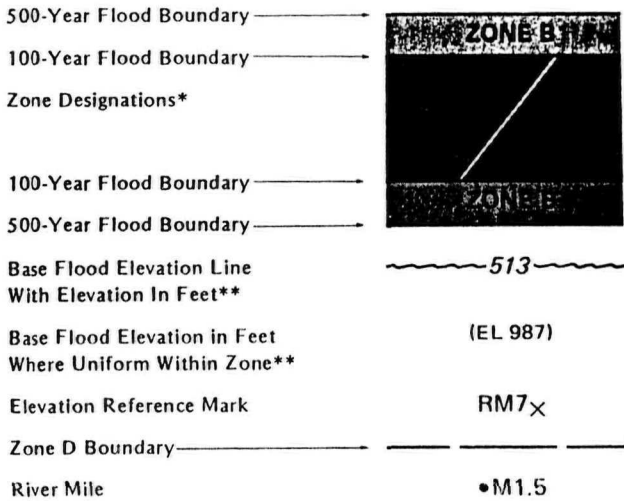 500-Year Flood Boundary
ZONE B
100-Year Flood Boundary
Zone Designations*
100-Year Flood Boundary
ZONE B
500-Year Flood Boundary
Base Flood Elevation Line
With Elevation In Feet**
513
Base Flood Elevation in Feet
Where Uniform Within Zone**
(EL 987)
Elevation Reference Mark
RM7×
Zone D Boundary
River Mile
•M1.5